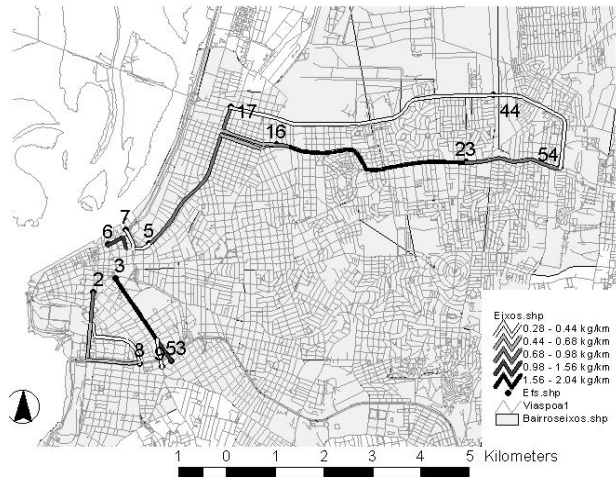 17
44
16
23
54
7
6
5
3
2
8
9
53
Eixos.shp
0.28 - 0.44 kg/km
0.44 - 0.68 kg/km
0.68 - 0.98 kg/km
0.98 - 1.56 kg/km
1.56 - 2.04 kg/km
Efs.shp
Viaspoa1
Bairroseixos.shp
1 0 1 2 3 4 5 Kilometers